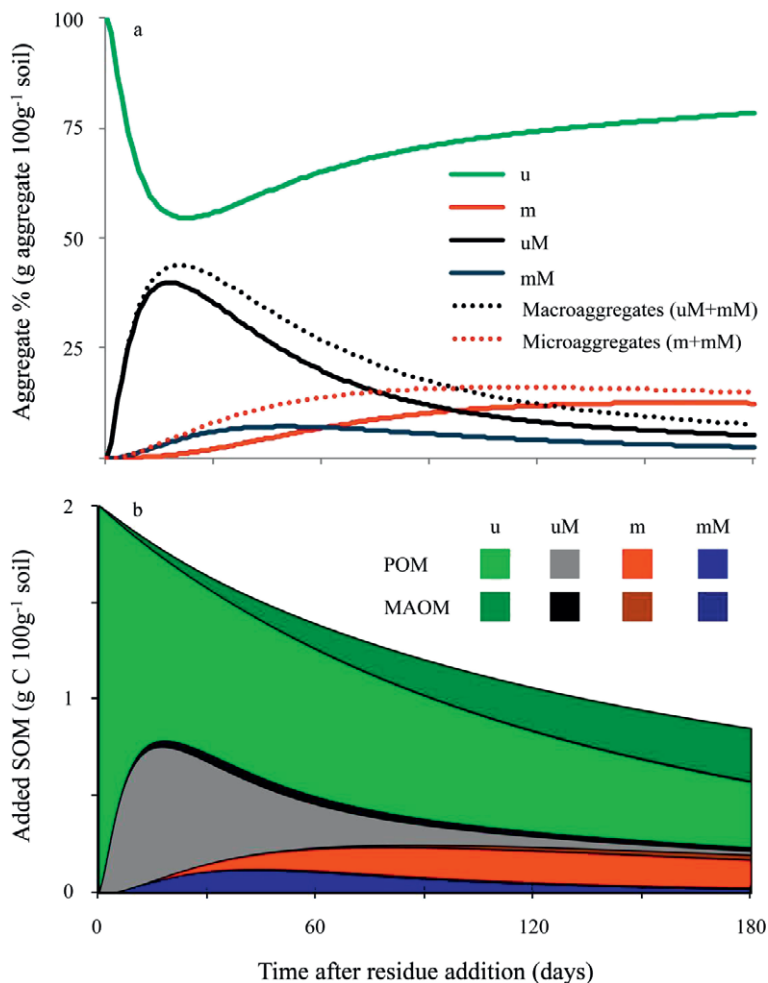 a
100
75
50
25
Aggregate % (g aggregate 100g⁻¹ soil)
u
m
uM
mM
Macroaggregates (uM+mM)
Microaggregates (m+mM)
b
2
1
0
Added SOM (g C 100g⁻¹ soil)
u uM m mM
POM
MAOM
0 60 120 180
Time after residue addition (days)